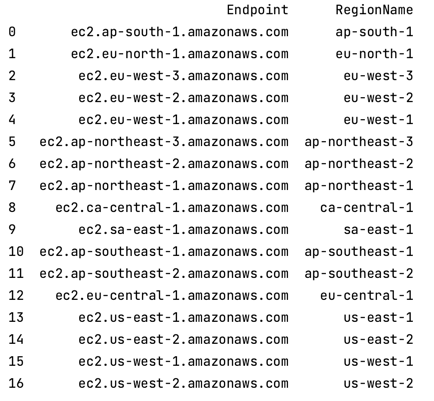 Endpoint RegionName
0 ec2.ap-south-1.amazonaws.com ap-south-1
1 ec2.eu-north-1.amazonaws.com eu-north-1
2 ec2.eu-west-3.amazonaws.com eu-west-3
3 ec2.eu-west-2.amazonaws.com eu-west-2
4 ec2.eu-west-1.amazonaws.com eu-west-1
5 ec2.ap-northeast-3.amazonaws.com ap-northeast-3
6 ec2.ap-northeast-2.amazonaws.com ap-northeast-2
7 ec2.ap-northeast-1.amazonaws.com ap-northeast-1
8 ec2.ca-central-1.amazonaws.com ca-central-1
9 ec2.sa-east-1.amazonaws.com sa-east-1
10 ec2.ap-southeast-1.amazonaws.com ap-southeast-1
11 ec2.ap-southeast-2.amazonaws.com ap-southeast-2
12 ec2.eu-central-1.amazonaws.com eu-central-1
13 ec2.us-east-1.amazonaws.com us-east-1
14 ec2.us-east-2.amazonaws.com us-east-2
15 ec2.us-west-1.amazonaws.com us-west-1
16 ec2.us-west-2.amazonaws.com us-west-2